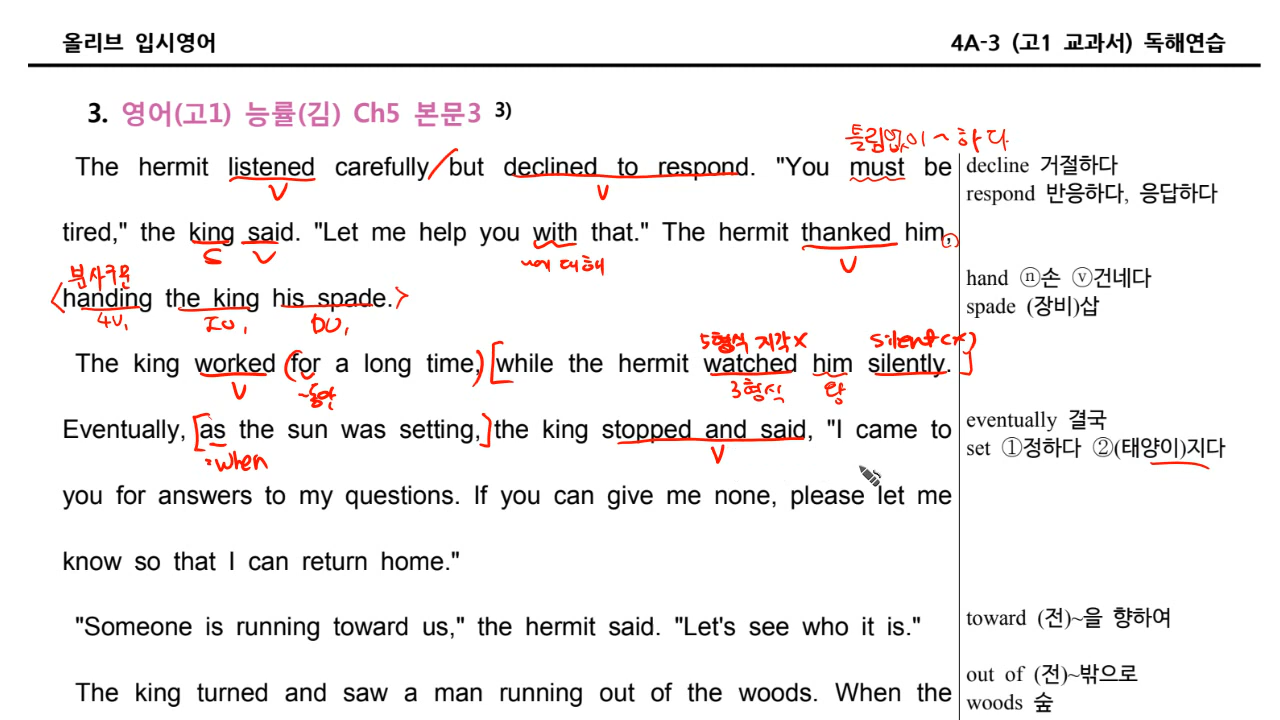 올리브 입시영어
4A-3 (고1 교과서) 독해연습
3. 영어(고1) 능률(김) Ch5 본문3 3)
틀림없이 ~하다
The hermit listened carefully but declined to respond. "You must be
V V
tired," the king said. "Let me help you with that." The hermit thanked him,
S V ~에 대해 V
분사구문
handing the king his spade.
4V₁ IO₁ DO₁
5형식 지각x silent(x)
The king worked for a long time, while the hermit watched him silently.
V ~동안 3형식
Eventually, as the sun was setting, the king stopped and said, "I came to
=when V
you for answers to my questions. If you can give me none, please let me
know so that I can return home."
"Someone is running toward us," the hermit said. "Let's see who it is."
The king turned and saw a man running out of the woods. When the
decline 거절하다
respond 반응하다, 응답하다
hand ⓝ손 ⓥ건네다
spade (장비)삽
eventually 결국
set ①정하다 ②(태양이)지다
toward (전)~을 향하여
out of (전)~밖으로
woods 숲